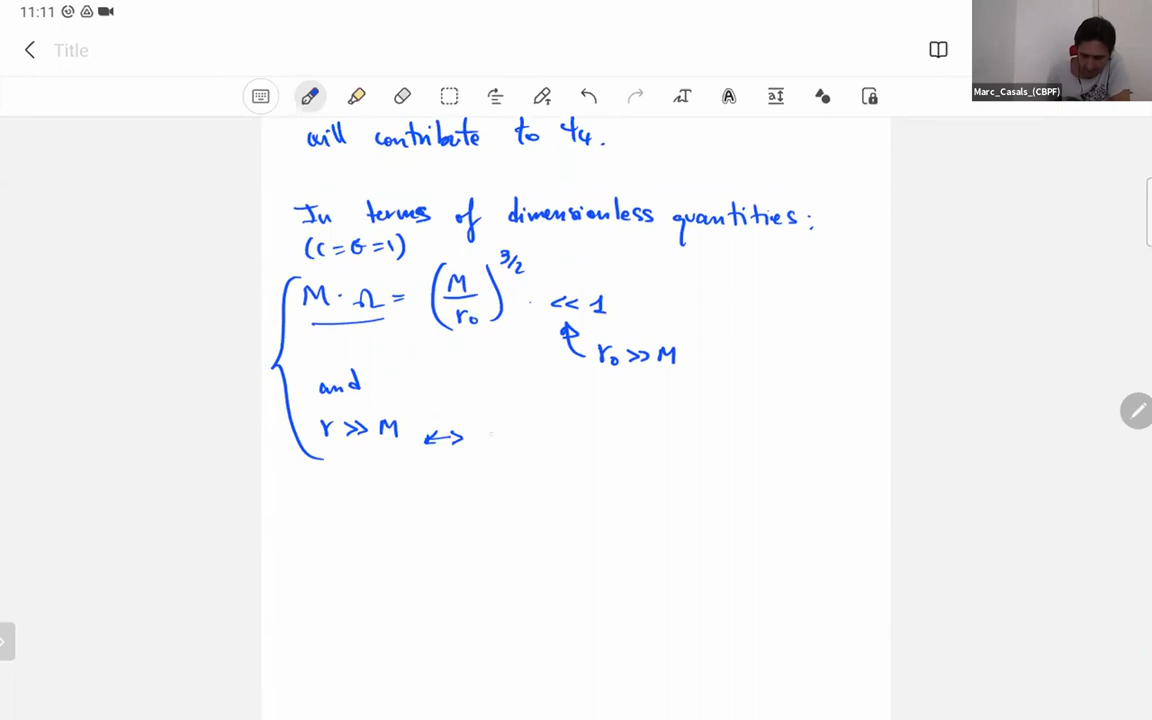 11:11
Title
Marc_Casals_(CBPF)
will contribute to ψ4.
In terms of dimensionless quantities:
(c=G=1)
M · Ω = (M/r₀)^3/2 << 1
r₀ >> M
and
r >> M ↔